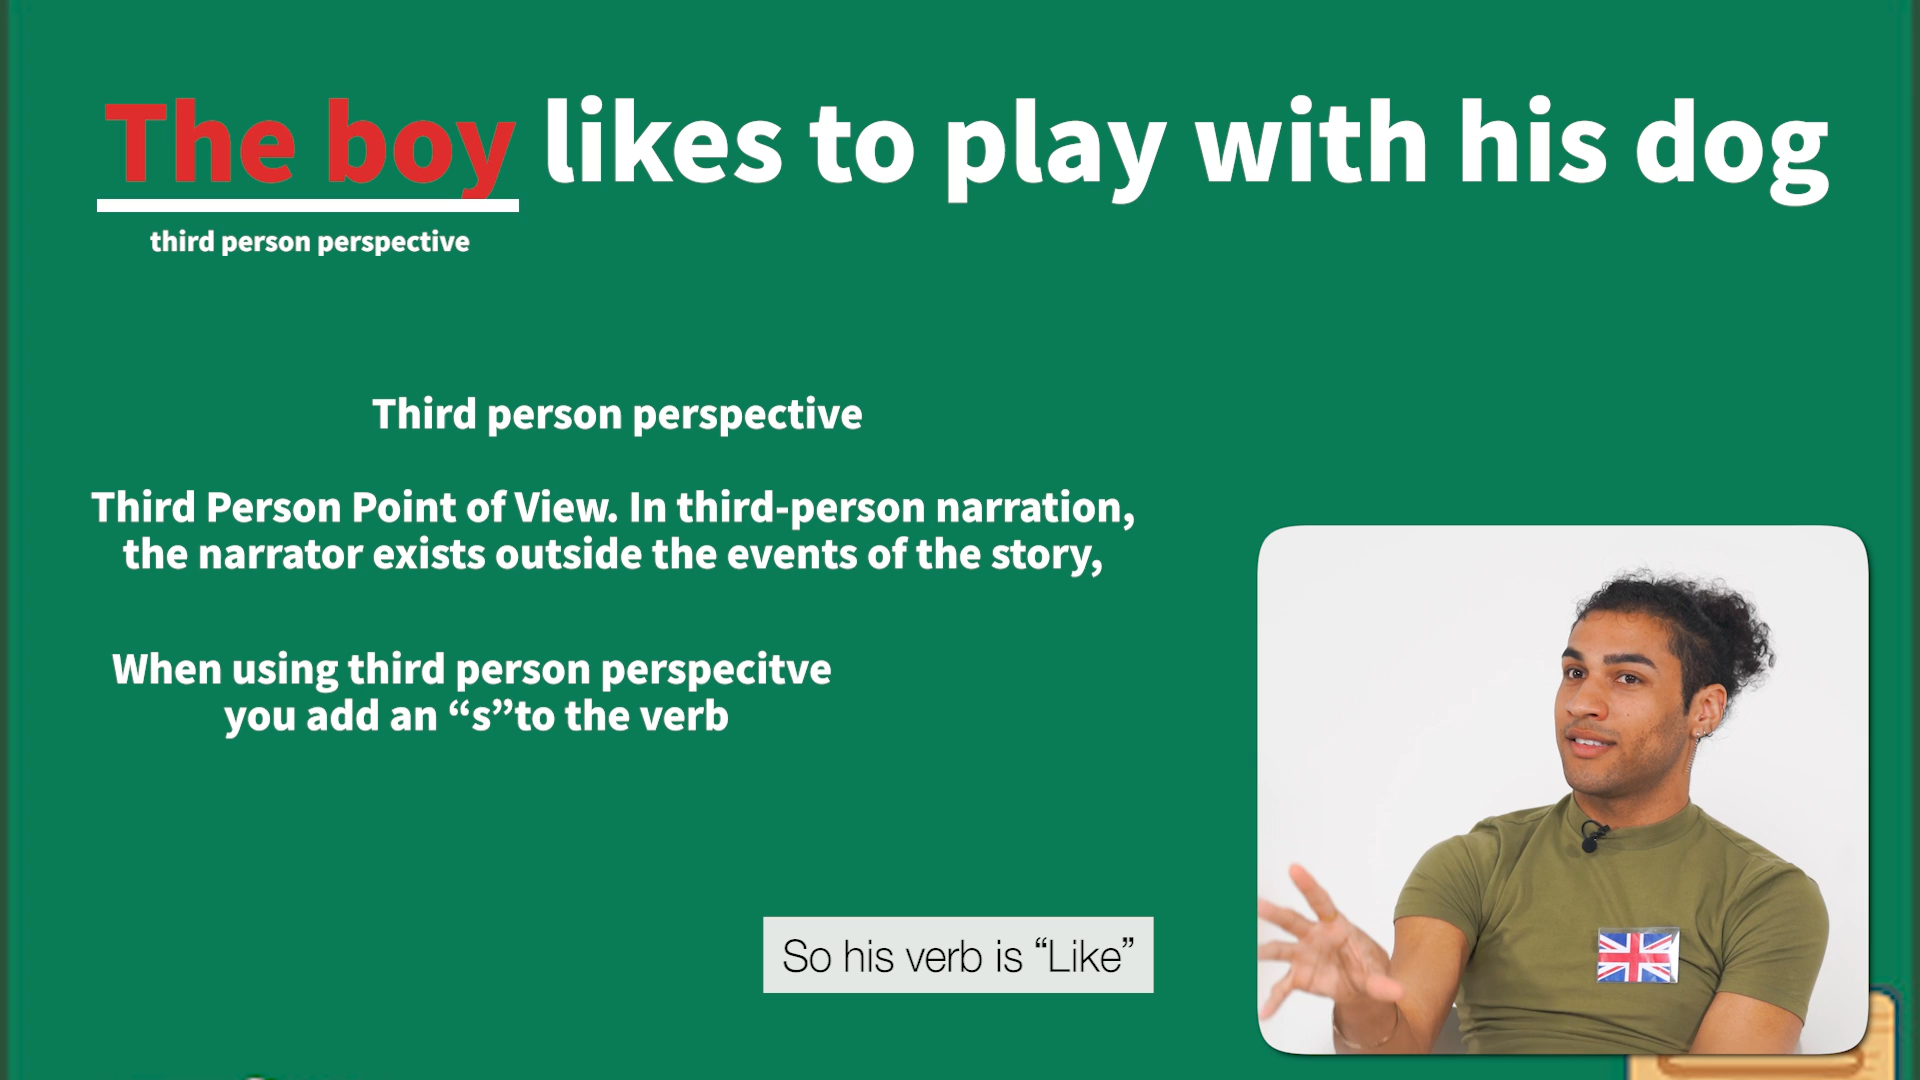 The boy likes to play with his dog
third person perspective
Third person perspective
Third Person Point of View. In third-person narration,
the narrator exists outside the events of the story,
When using third person perspecitve
you add an “s”to the verb
So his verb is “Like”